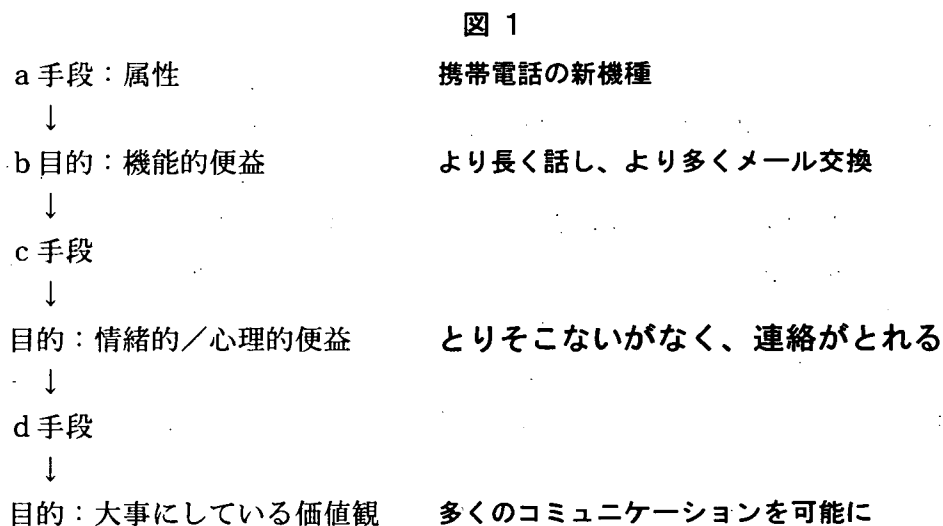 図 1
a 手段：属性 携帯電話の新機種
↓
b 目的：機能的便益 より長く話し、より多くメール交換
↓
c 手段
↓
目的：情緒的／心理的便益 とりそこないがなく、連絡がとれる
↓
d 手段
↓
目的：大事にしている価値観 多くのコミュニケーションを可能に